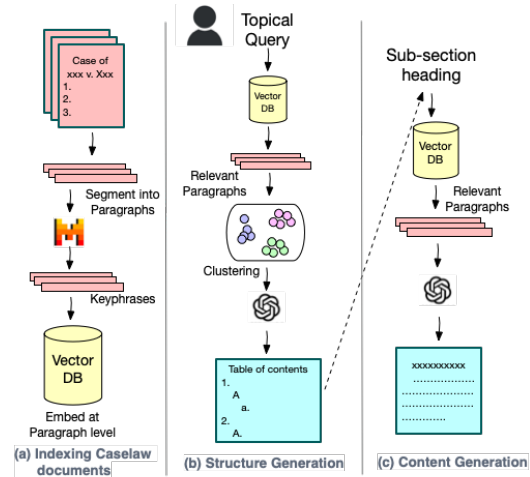 Case of
xxx v. Xxx
1.
2.
3.
Segment into
Paragraphs
Keyphrases
Vector
DB
Embed at
Paragraph level
(a) Indexing Caselaw
documents
Topical
Query
Vector
DB
Relevant
Paragraphs
Clustering
Table of contents
1.
A
a.
2.
A.
(b) Structure Generation
Sub-section
heading
Vector
DB
Relevant
Paragraphs
xxxxxxxxxx
...................
......................
......................
.............
(c) Content Generation